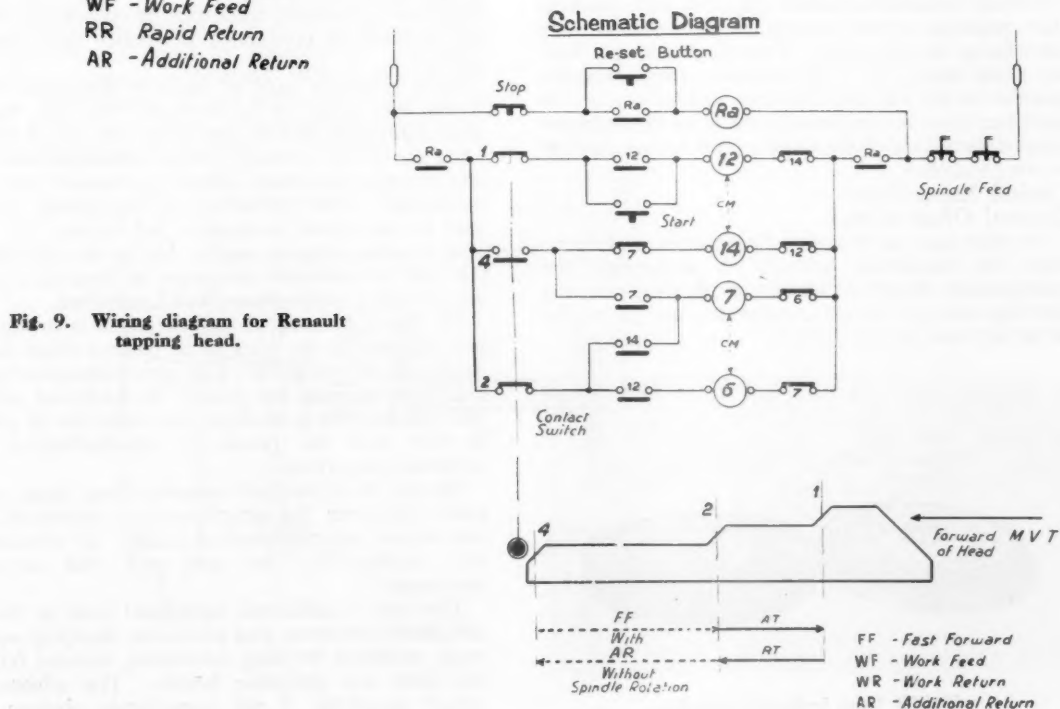 WF - Work Feed
RR Rapid Return
AR - Additional Return
Schematic Diagram
Re-set Button
Stop
Ra
Ra
Ra
1
12
12
14
Ra
Spindle Feed
CM
Start
4
7
14
12
7
7
6
14
CM
2
12
6
7
Contact
Switch
Fig. 9. Wiring diagram for Renault
tapping head.
4
2
1
Forward M V T
of Head
FF
With
AR
Without
Spindle Rotation
AT
RT
FF - Fast Forward
WF - Work Feed
WR - Work Return
AR - Additional Return